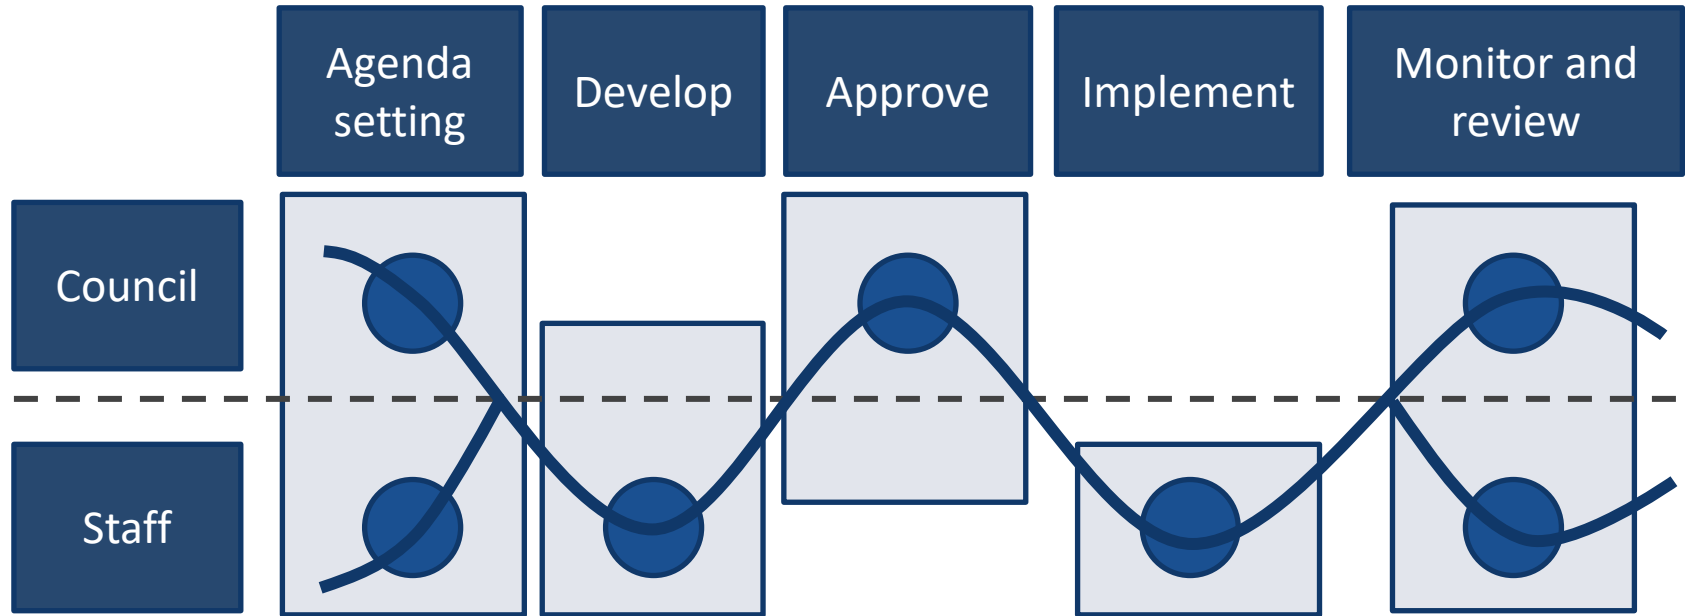 Agenda
setting
Develop
Approve
Implement
Monitor and
review
Council
Staff